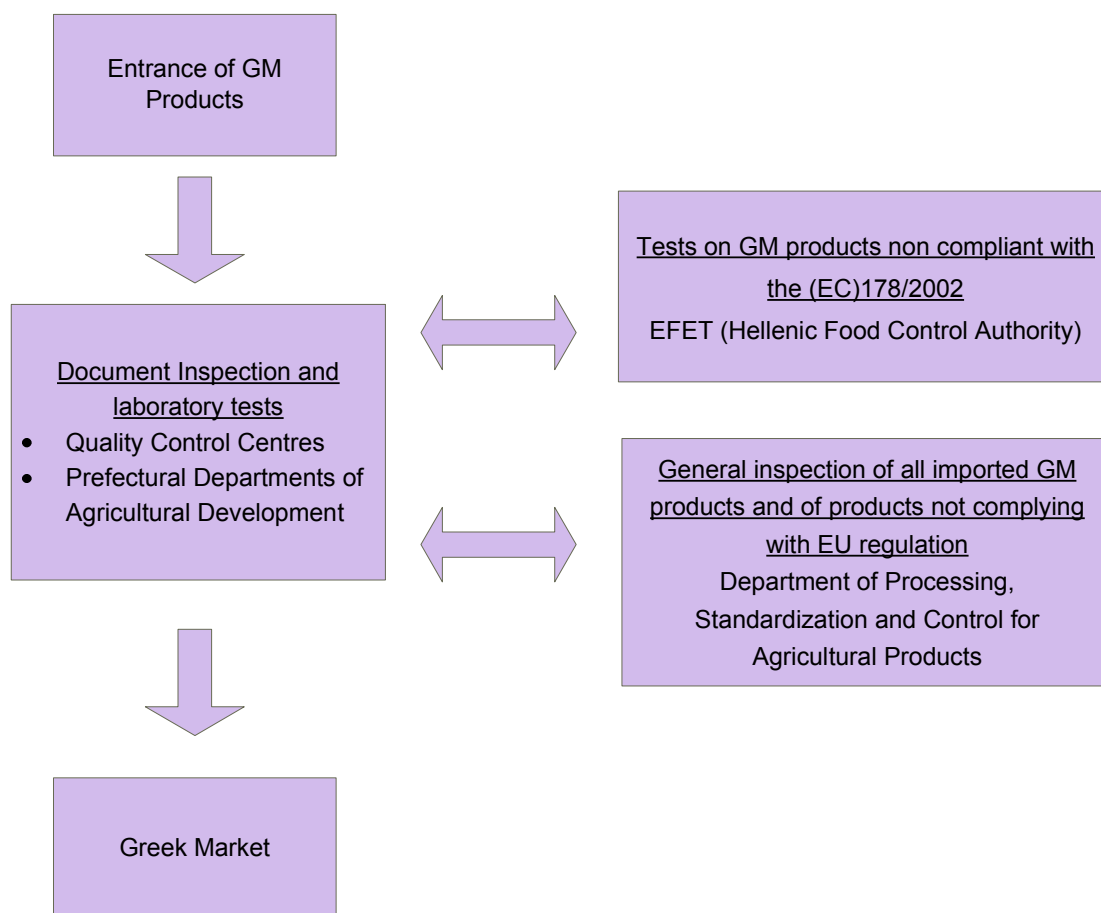 Entrance of GM
Products
Tests on GM products non compliant with
the (EC)178/2002
EFET (Hellenic Food Control Authority)
Document Inspection and
laboratory tests
• Quality Control Centres
• Prefectural Departments of
Agricultural Development
General inspection of all imported GM
products and of products not complying
with EU regulation
Department of Processing,
Standardization and Control for
Agricultural Products
Greek Market